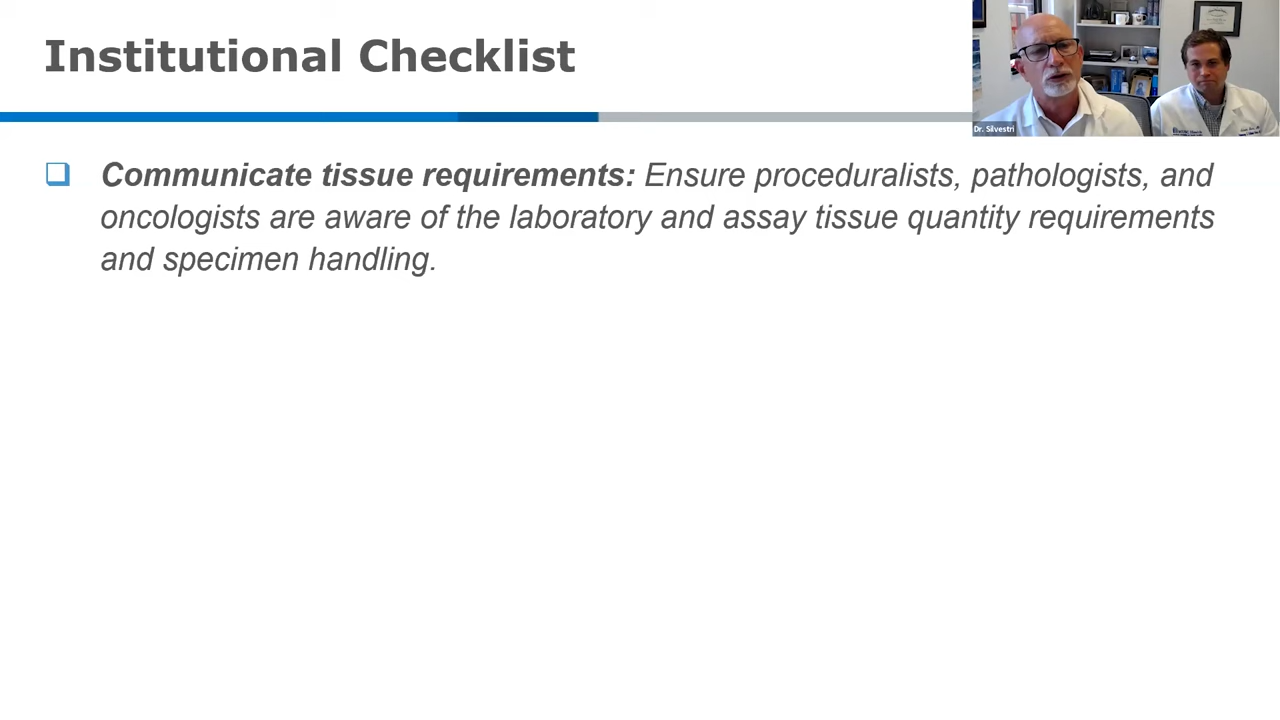 Institutional Checklist
Dr. Silvestri
Communicate tissue requirements: Ensure proceduralists, pathologists, and
oncologists are aware of the laboratory and assay tissue quantity requirements
and specimen handling.